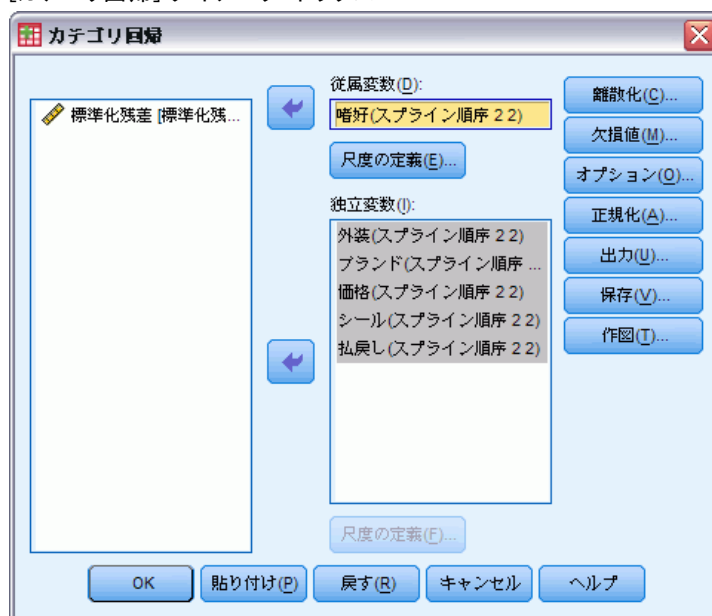 カテゴリ回帰
標準化残差 [標準化残...
従属変数(D):
嗜好(スプライン順序 2 2)
尺度の定義(E)...
独立変数(I):
外装(スプライン順序 2 2)
ブランド(スプライン順序 ...
価格(スプライン順序 2 2)
シール(スプライン順序 2 2)
払戻し(スプライン順序 2 2)
尺度の定義(F)...
離散化(C)...
欠損値(M)...
オプション(O)...
正規化(A)...
出力(U)...
保存(V)...
作図(T)...
OK
貼り付け(P)
戻す(R)
キャンセル
ヘルプ